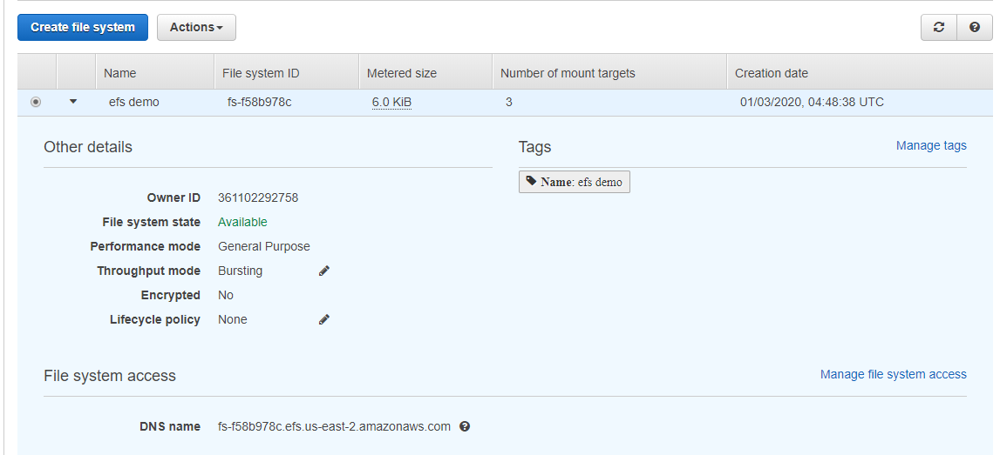 Create file system Actions
Name File system ID Metered size Number of mount targets Creation date
efs demo fs-f58b978c 6.0 KiB 3 01/03/2020, 04:48:38 UTC
Other details
Tags Manage tags
Name: efs demo
Owner ID 361102292758
File system state Available
Performance mode General Purpose
Throughput mode Bursting
Encrypted No
Lifecycle policy None
File system access Manage file system access
DNS name fs-f58b978c.efs.us-east-2.amazonaws.com